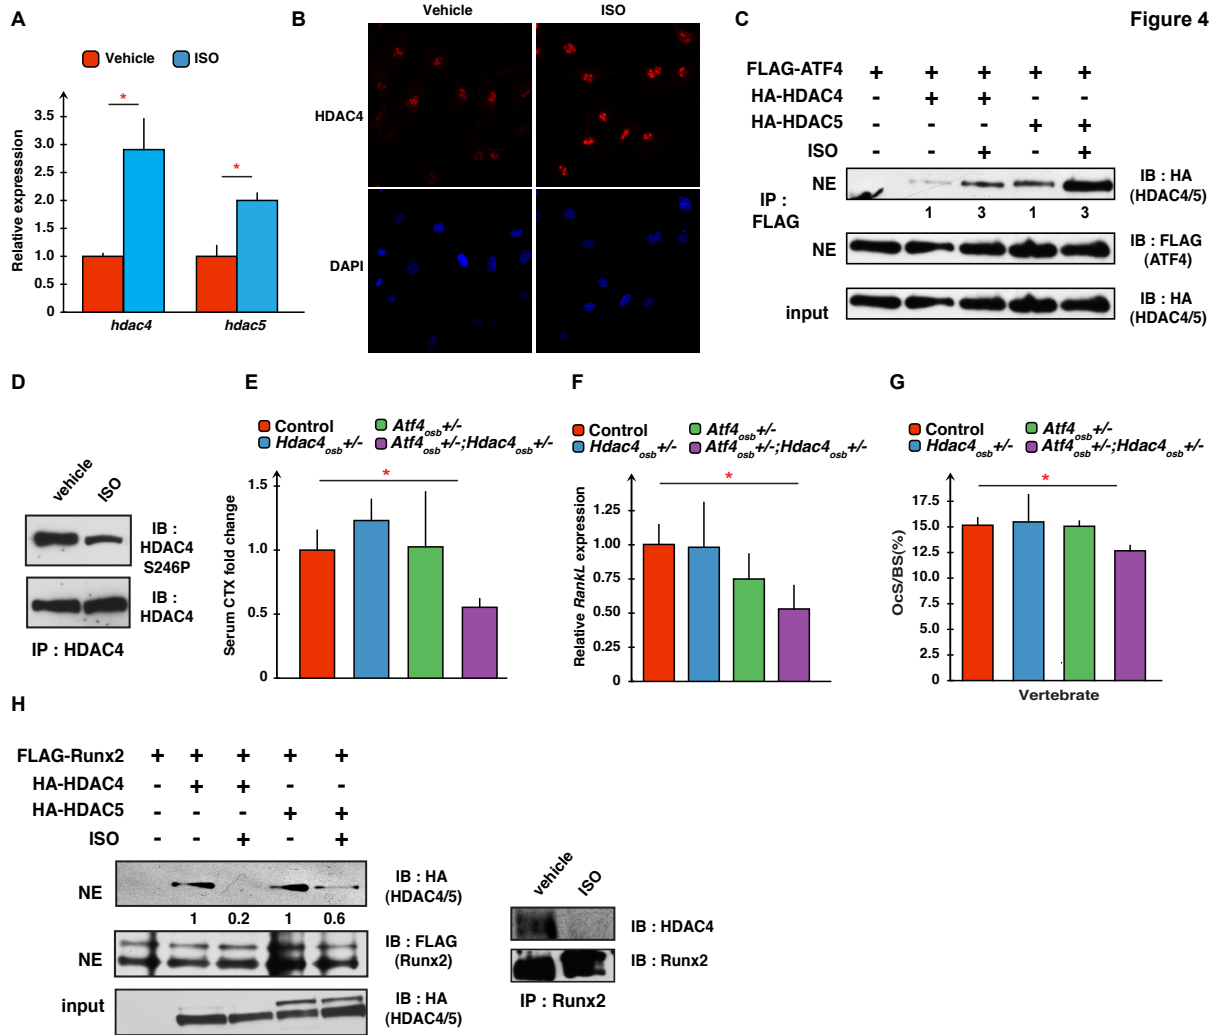 Figure 4
A
Vehicle ISO
*
*
Relative expresssion
3.5
3.0
2.5
2.0
1.5
1.0
0.5
0
hdac4 hdac5
B
Vehicle ISO
HDAC4
DAPI
C
FLAG-ATF4 + + + + +
HA-HDAC4 - + + - -
HA-HDAC5 - - - + +
ISO - - + - +
NE
IB : HA
(HDAC4/5)
IP :
FLAG
1 3 1 3
NE
IB : FLAG
(ATF4)
input
IB : HA
(HDAC4/5)
D
vehicle ISO
IB :
HDAC4
S246P
IB :
HDAC4
IP : HDAC4
E
Control Atf4osb+/-
Hdac4osb+/- Atf4osb+/-;Hdac4osb+/-
*
Serum CTX fold change
1.5
1.0
0.5
0
F
Control Atf4osb+/-
Hdac4osb+/- Atf4osb+/-;Hdac4osb+/-
*
Relative RankL expression
1.25
1.00
0.75
0.50
0.25
0
G
Control Atf4osb+/-
Hdac4osb+/- Atf4osb+/-;Hdac4osb+/-
*
OcS/BS(%)
17.5
15.0
12.5
10.0
7.5
5.0
2.5
0
Vertebrate
H
FLAG-Runx2 + + + + +
HA-HDAC4 - + + - -
HA-HDAC5 - - - + +
ISO - - + - +
NE
IB : HA
(HDAC4/5)
1 0.2 1 0.6
NE
IB : FLAG
(Runx2)
input
IB : HA
(HDAC4/5)
vehicle ISO
IB : HDAC4
IB : Runx2
IP : Runx2